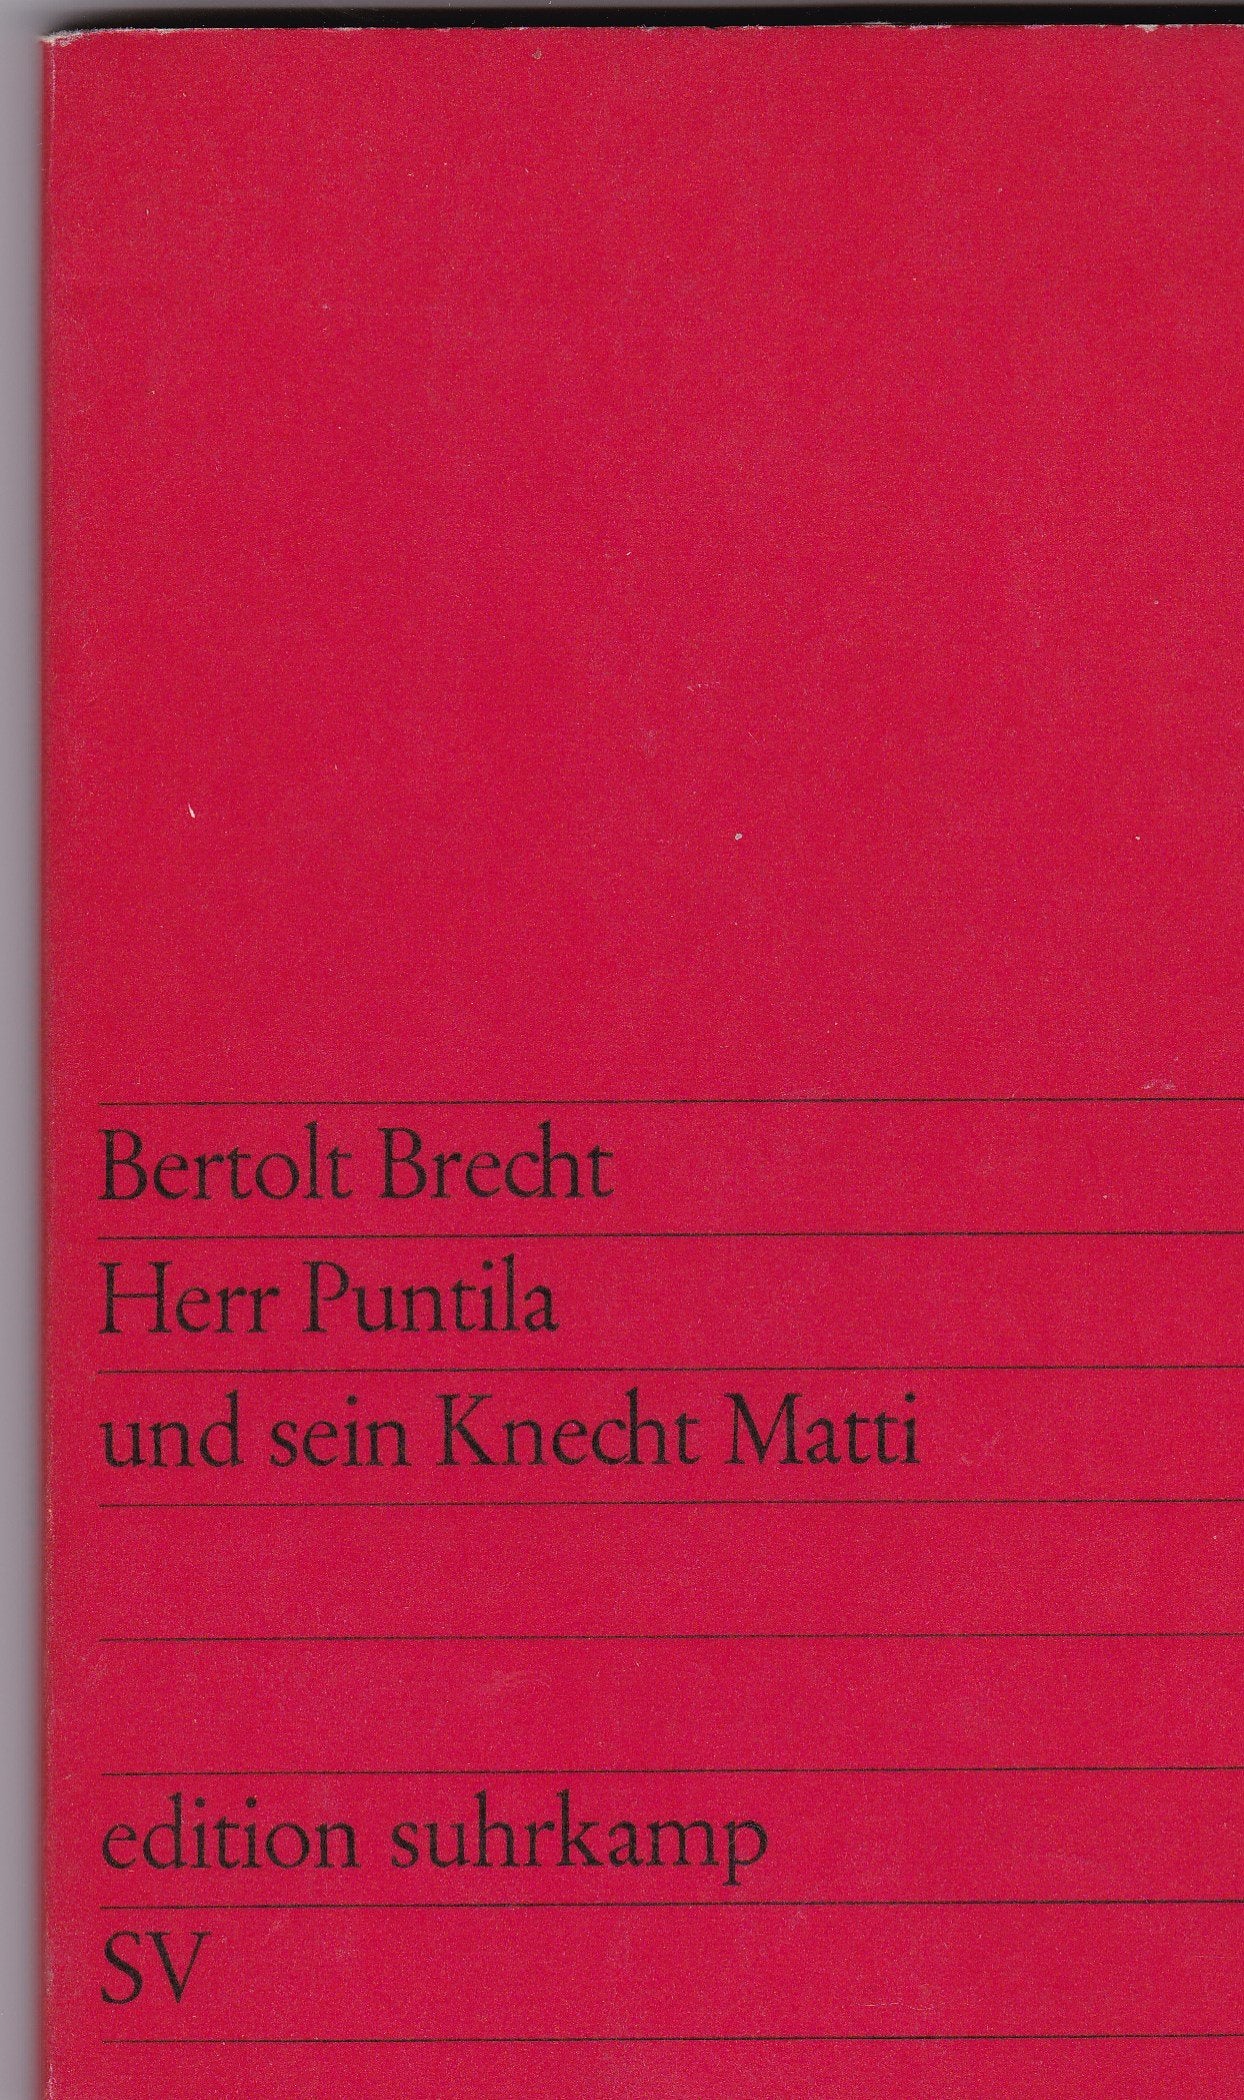 Bertolt Brecht
Herr Puntila
und sein Knecht Matti
edition suhrkamp
SV